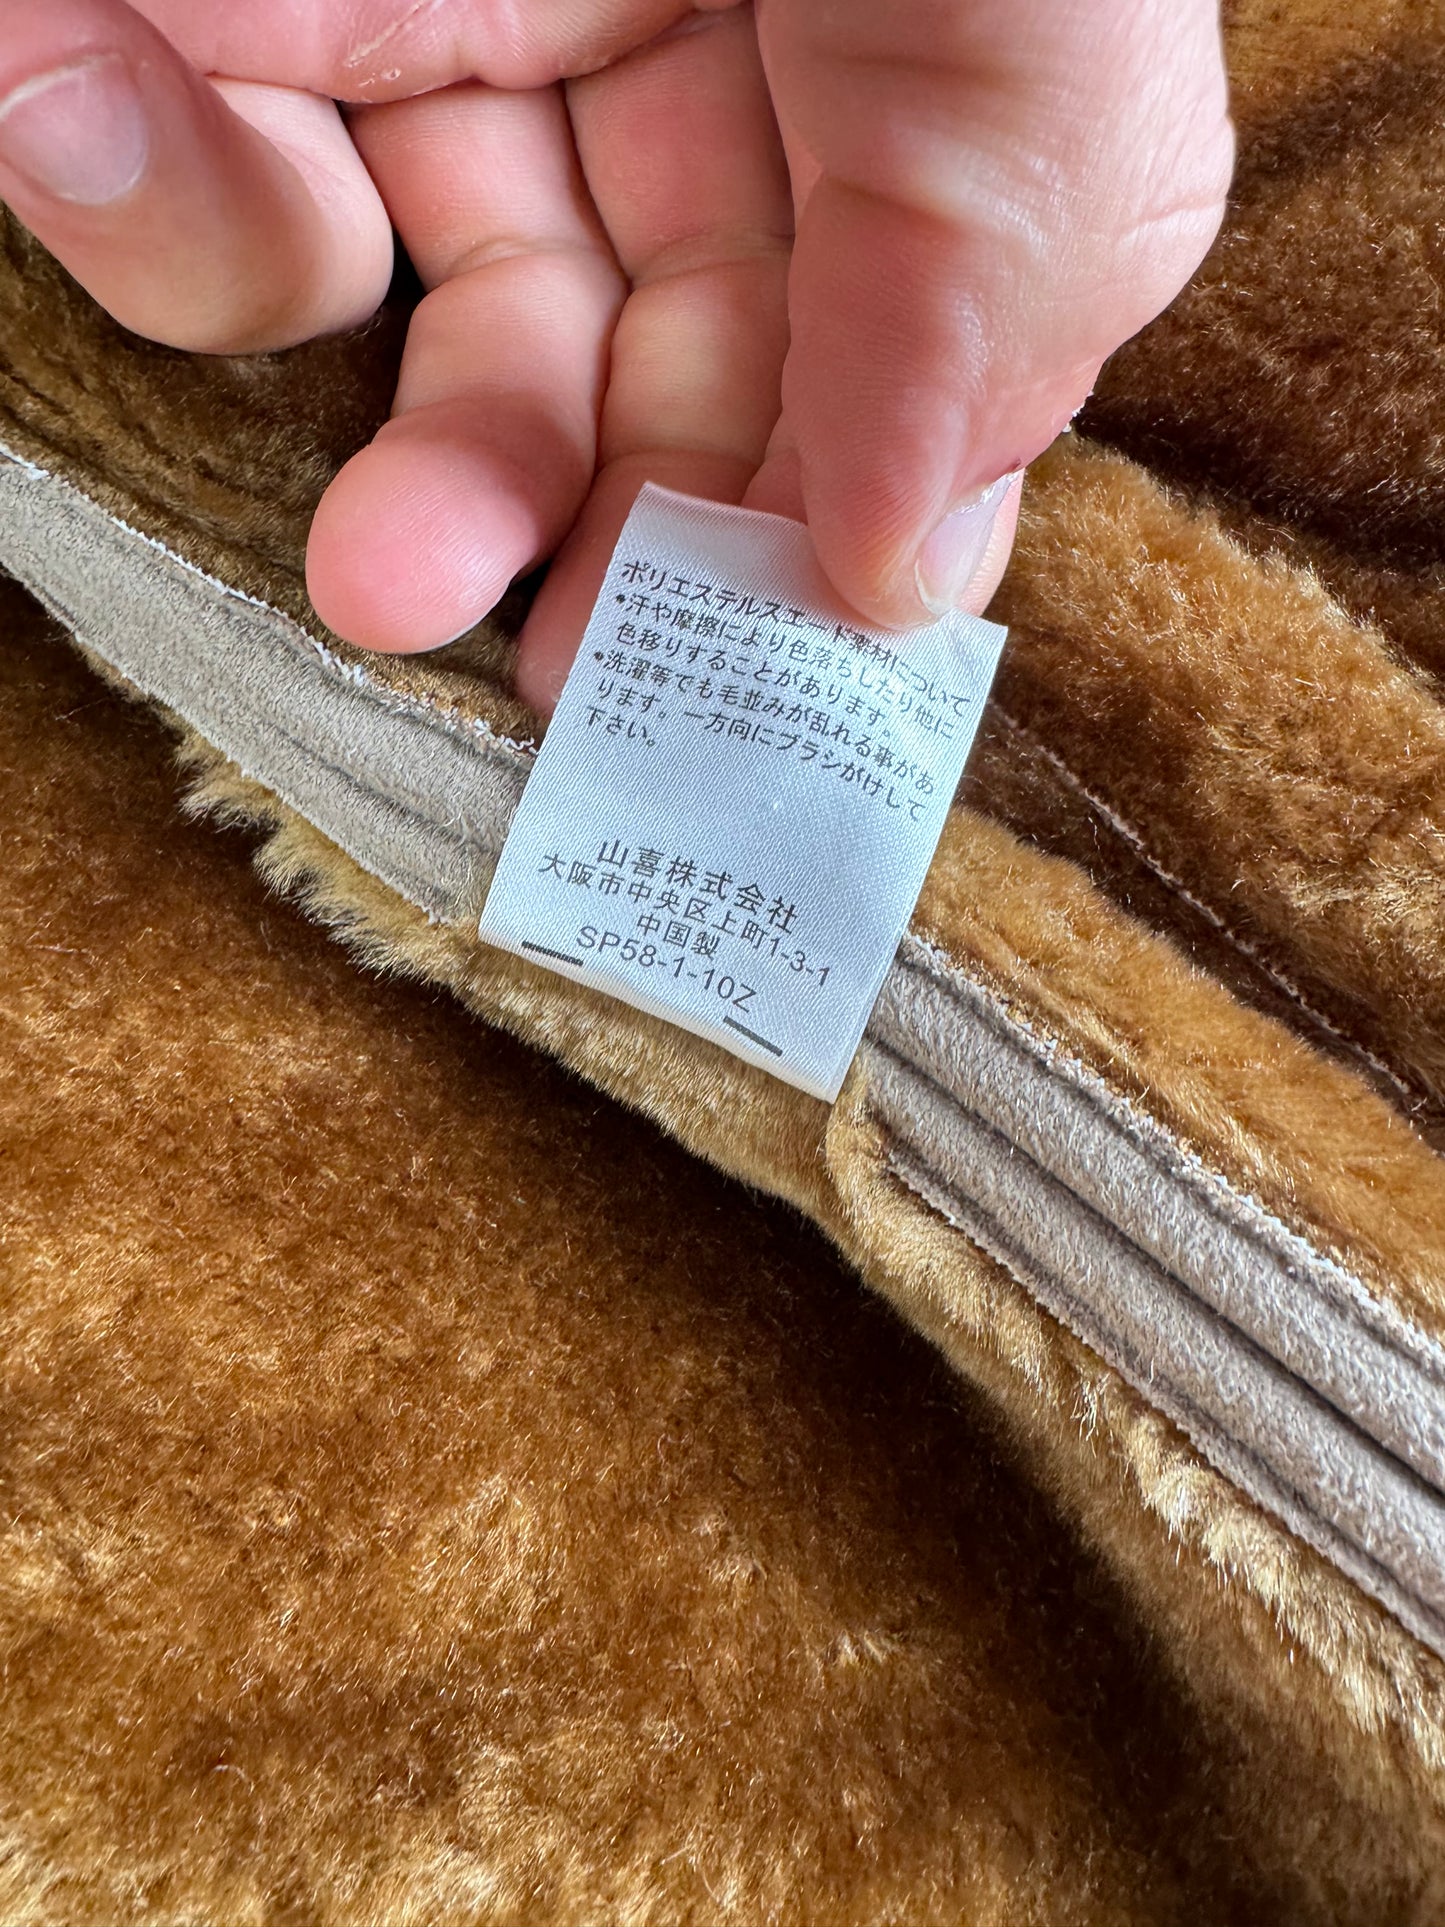 ポリエステルスエード素材について
•汗や摩擦により色落ちしたり他に
色移りすることがあります。
•洗濯等でも毛並みが乱れる事があ
ります。一方向にブラシがけして
下さい。
山喜株式会社
大阪市中央区上町1-3-1
中国製
SP58-1-10Z